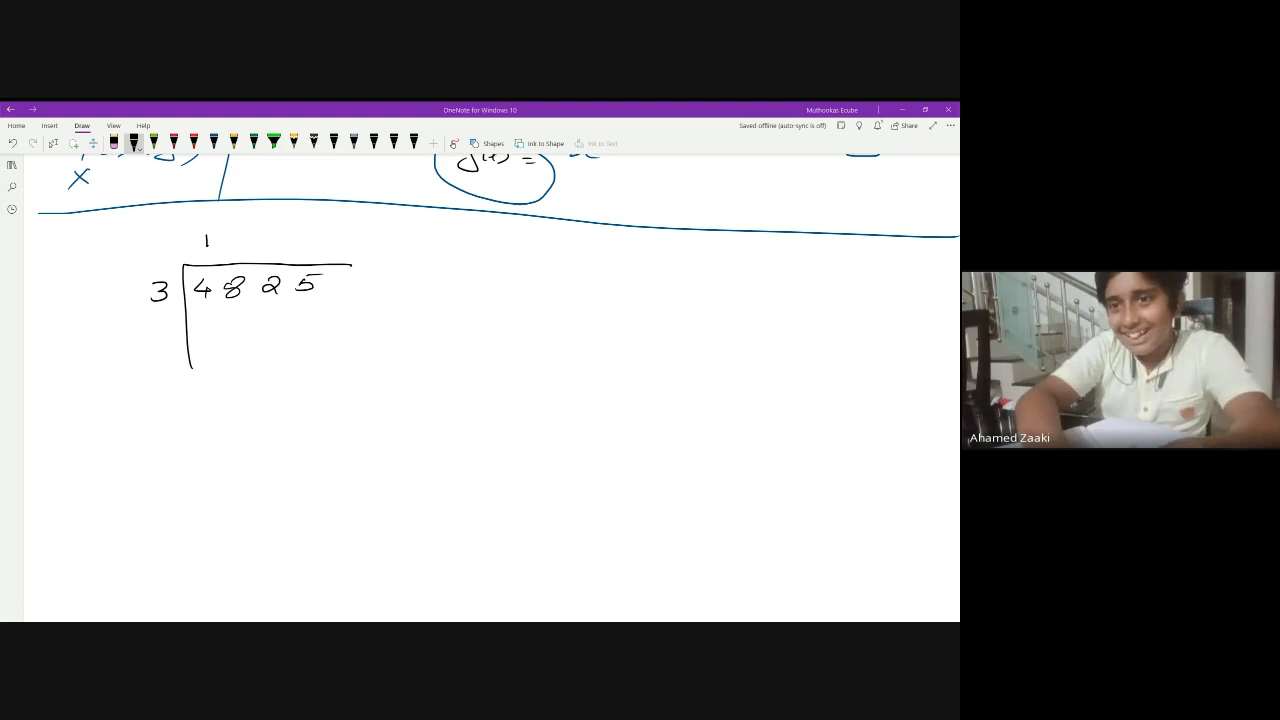 OneNote for Windows 10
Muthookas Ecube
Home Insert Draw View Help
Saved offline (auto-sync is off)
Share
Shapes
Ink to Shape
Ink to Text
x
1
3 4 8 2 5
Ahamed Zaaki